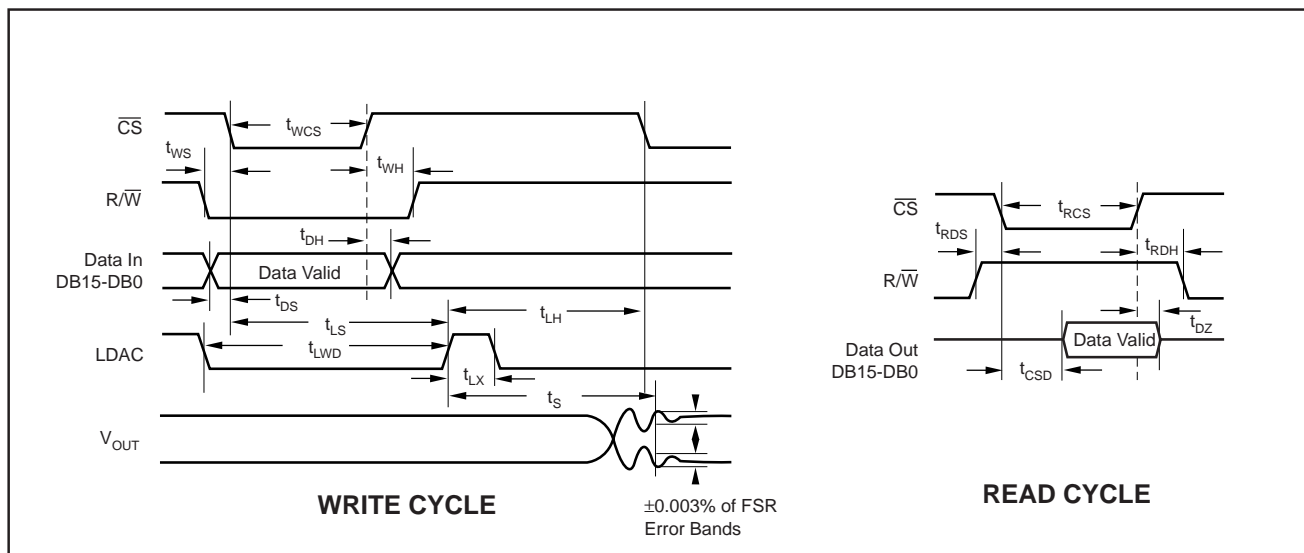 CS
tWCS
tWS
tWH
R/W
tDH
Data In
DB15-DB0
Data Valid
tDS
tLS
tLH
LDAC
tLWD
tLX
tS
VOUT
WRITE CYCLE
±0.003% of FSR
Error Bands
CS
tRCS
tRDS
tRDH
R/W
tDZ
Data Out
DB15-DB0
Data Valid
tCSD
READ CYCLE